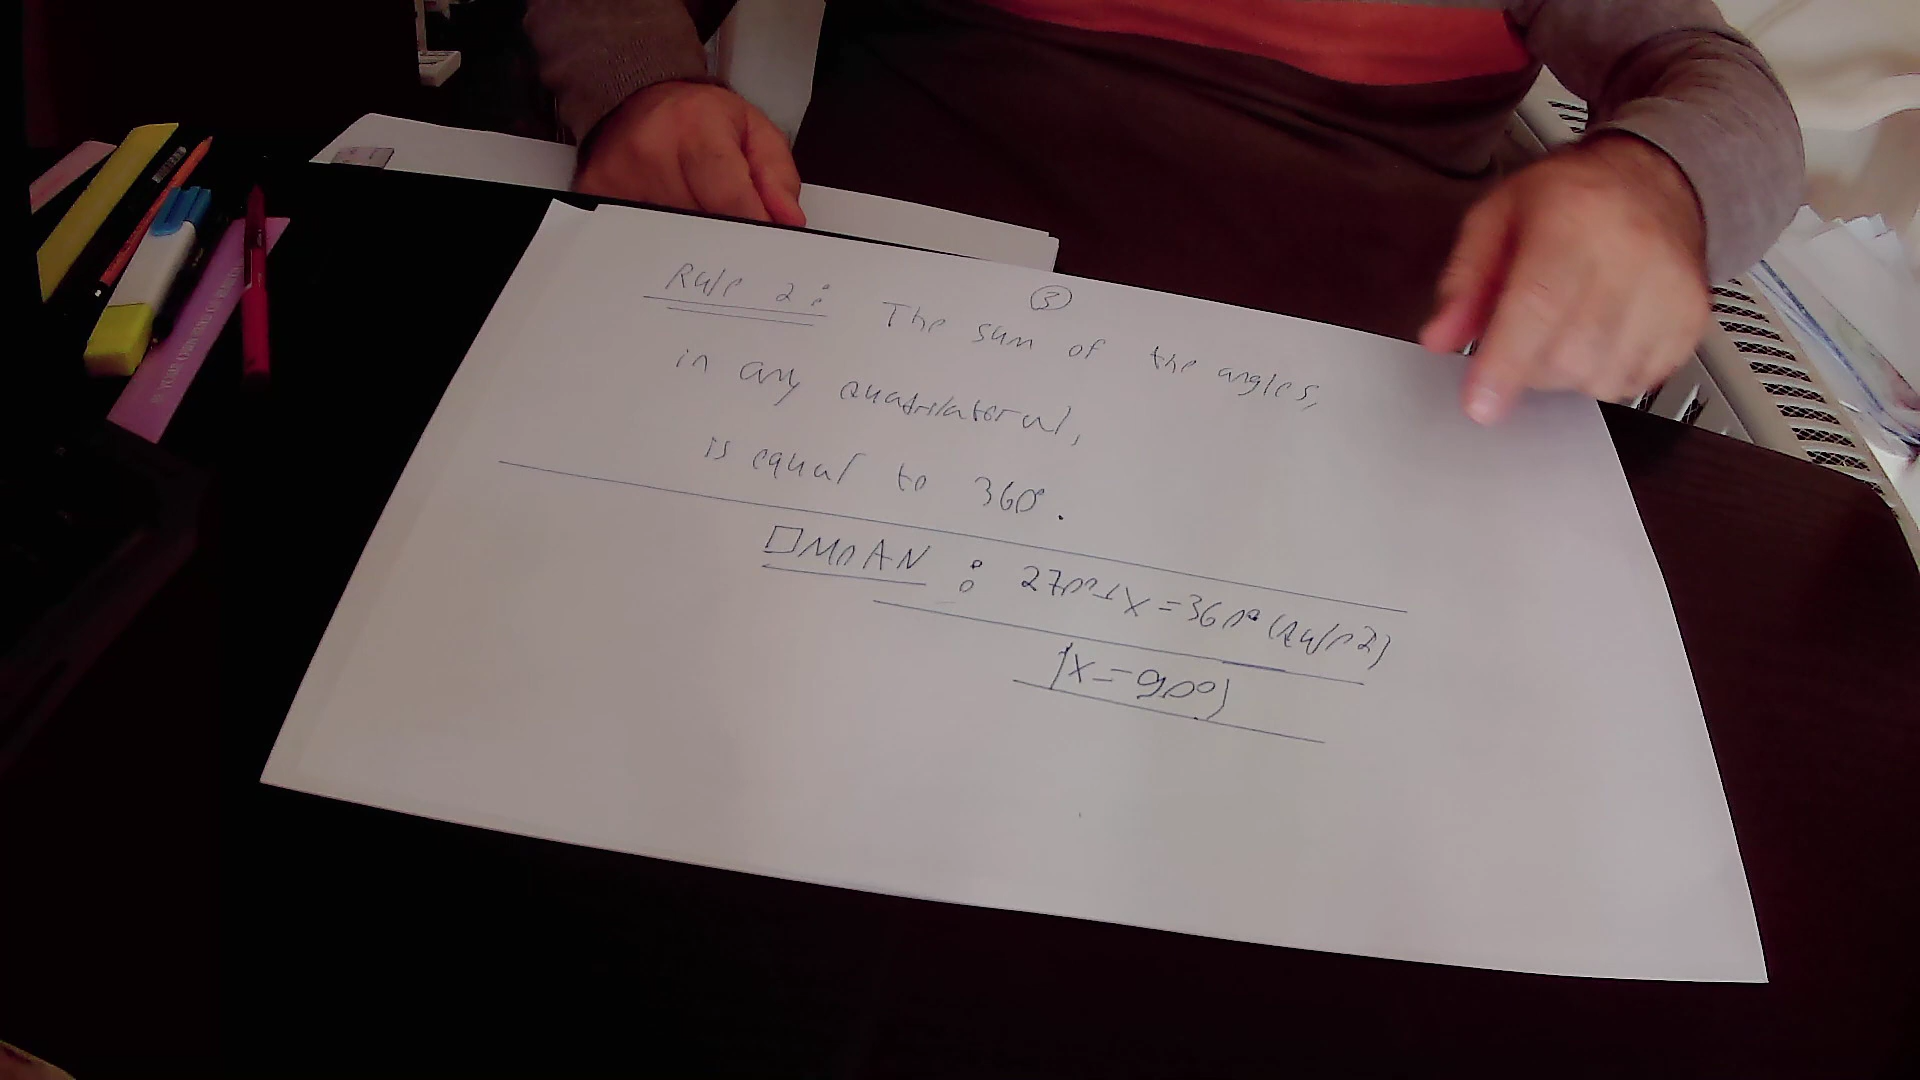 ③
Rule 2: The sum of the angles,
in any quadrilateral,
is equal to 360°.
□MOAN : 270°+X=360° (Rule 2)
X=90°